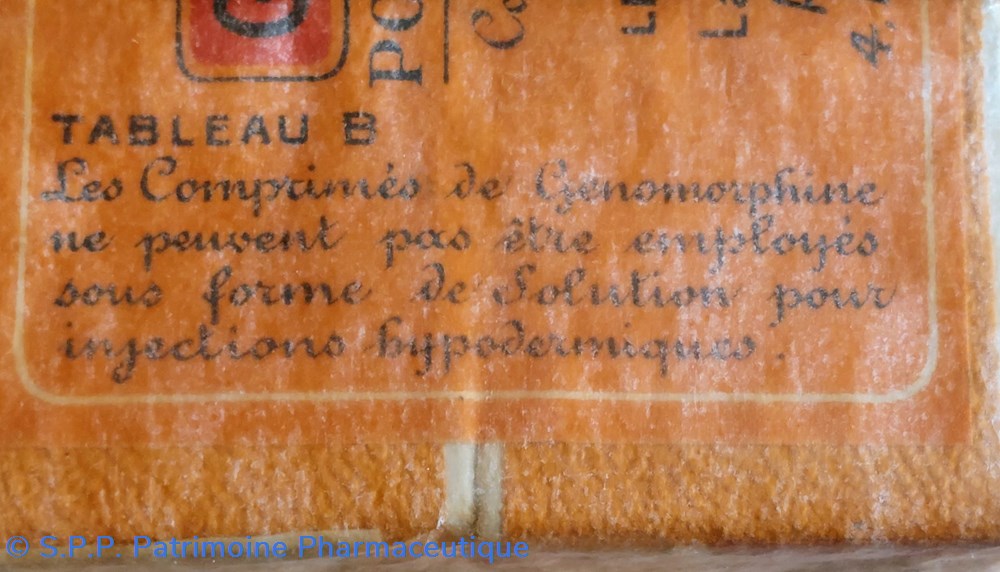 TABLEAU B
Les Comprimés de Génomorphine
ne peuvent pas être employés
sous forme de Solution pour
injections hypodermiques.
© S.P.P. Patrimoine Pharmaceutique